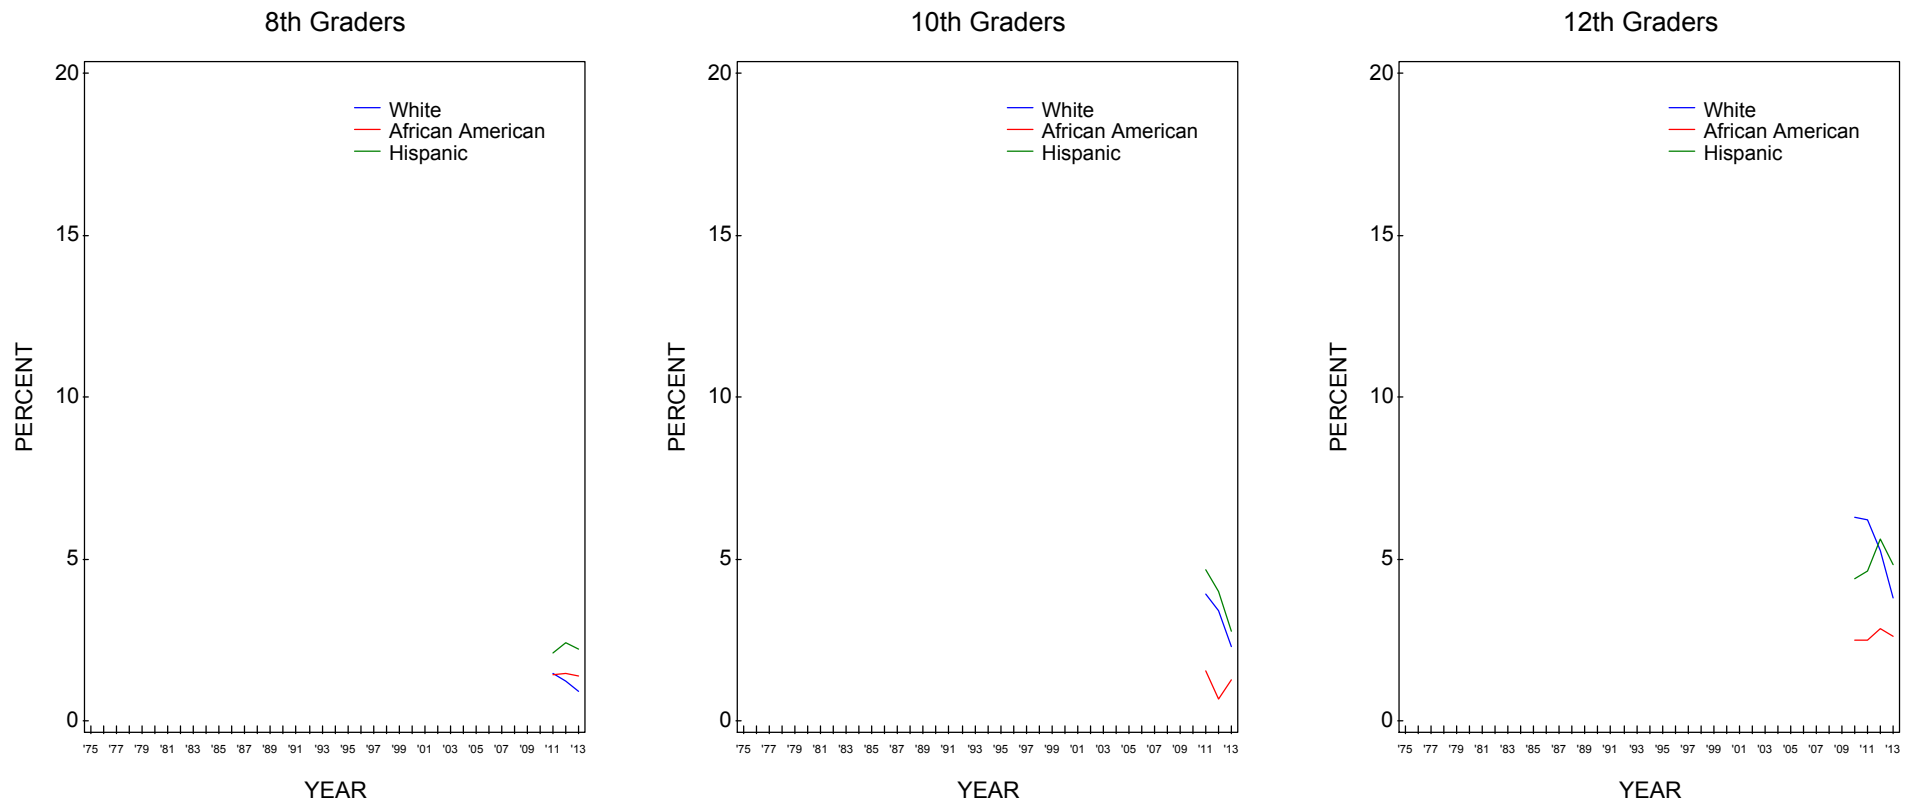 8th Graders
20
15
10
5
0
PERCENT
White
African American
Hispanic
'75 '77 '79 '81 '83 '85 '87 '89 '91 '93 '95 '97 '99 '01 '03 '05 '07 '09 '11 '13
YEAR
10th Graders
20
15
10
5
0
PERCENT
White
African American
Hispanic
'75 '77 '79 '81 '83 '85 '87 '89 '91 '93 '95 '97 '99 '01 '03 '05 '07 '09 '11 '13
YEAR
12th Graders
20
15
10
5
0
PERCENT
White
African American
Hispanic
'75 '77 '79 '81 '83 '85 '87 '89 '91 '93 '95 '97 '99 '01 '03 '05 '07 '09 '11 '13
YEAR